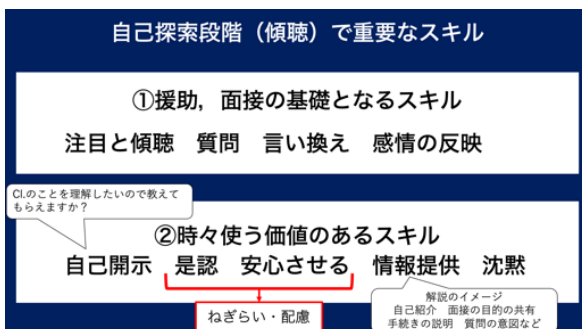 自己探索段階（傾聴）で重要なスキル
①援助，面接の基礎となるスキル
注目と傾聴　質問　言い換え　感情の反映
Cl.のことを理解したいので教えて
もらえますか？
②時々使う価値のあるスキル
自己開示　是認　安心させる　情報提供　沈黙
ねぎらい・配慮
解説のイメージ
自己紹介　面接の目的の共有
手続きの説明　質問の意図など